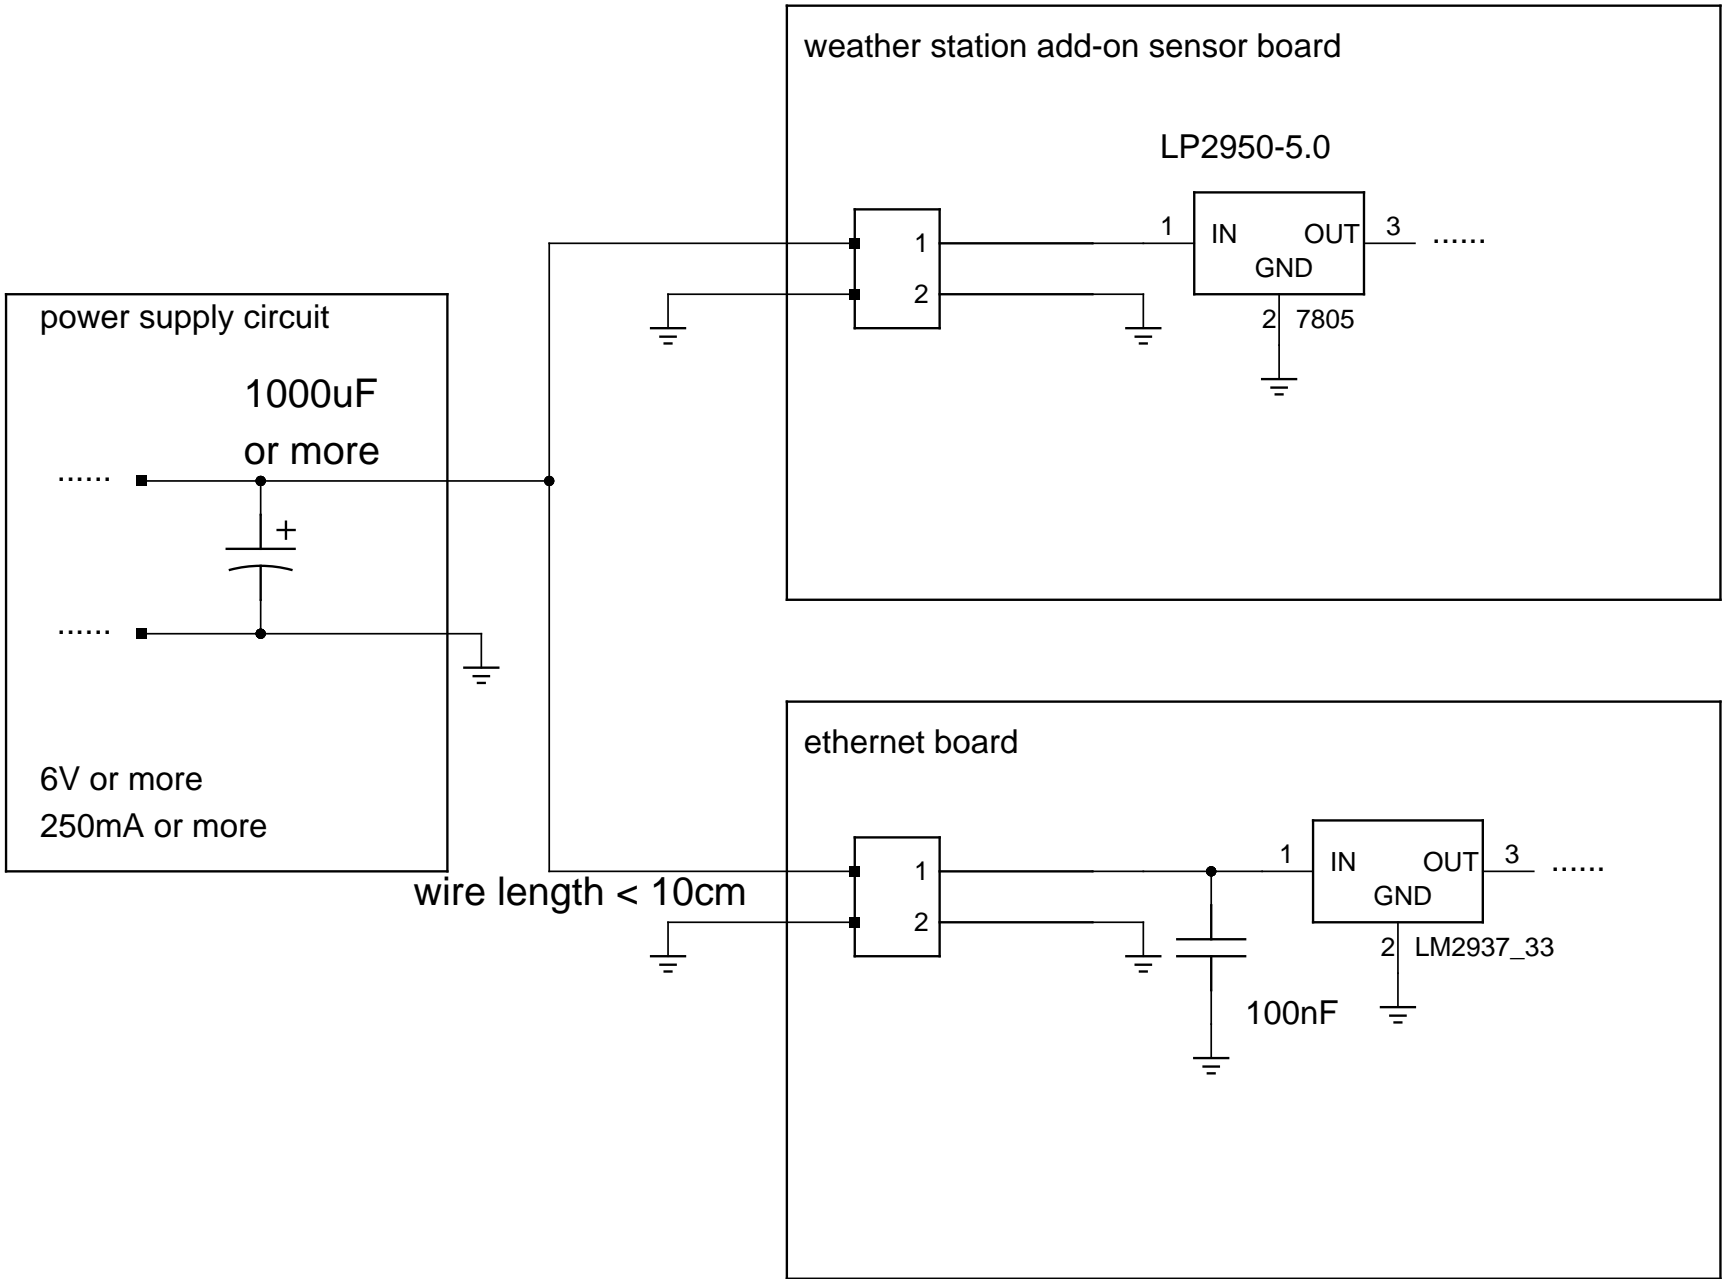 weather station add-on sensor board
LP2950-5.0
1
IN
OUT
3
......
GND
2
7805
1
2
power supply circuit
1000uF
or more
......
+
......
6V or more
250mA or more
wire length < 10cm
ethernet board
1
2
1
IN
OUT
3
......
GND
2
LM2937_33
100nF